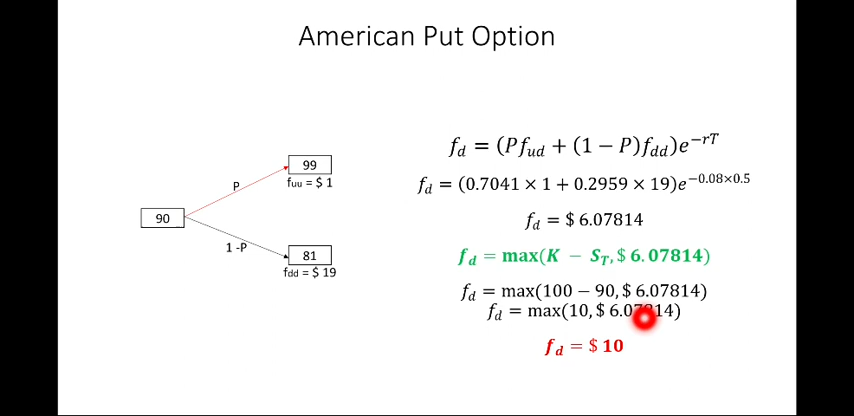 American Put Option
90
P
1 -P
99
fuu = $ 1
81
fdd = $ 19
f_d = (Pf_ud + (1 − P)f_dd)e^−rT
f_d = (0.7041 × 1 + 0.2959 × 19)e^−0.08×0.5
f_d = $ 6.07814
f_d = max(K − S_T, $ 6.07814)
f_d = max(100 − 90, $ 6.07814)
f_d = max(10, $ 6.07814)
f_d = $ 10